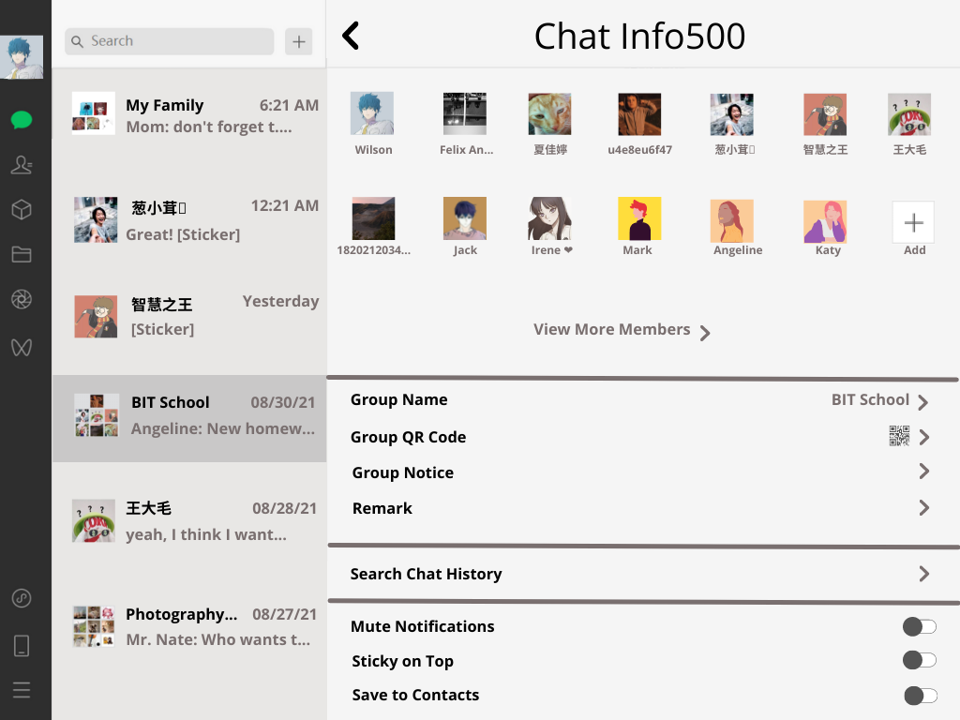 Search
My Family
6:21 AM
Mom: don't forget t....
葱小茸
12:21 AM
Great! [Sticker]
智慧之王
Yesterday
[Sticker]
BIT School
08/30/21
Angeline: New homew...
王大毛
08/28/21
yeah, I think I want...
Photography...
08/27/21
Mr. Nate: Who wants t...
Chat Info500
Wilson
Felix An...
夏佳婷
u4e8eu6f47
葱小茸
智慧之王
王大毛
1820212034...
Jack
Irene ❤
Mark
Angeline
Katy
Add
View More Members
Group Name
BIT School
Group QR Code
Group Notice
Remark
Search Chat History
Mute Notifications
Sticky on Top
Save to Contacts